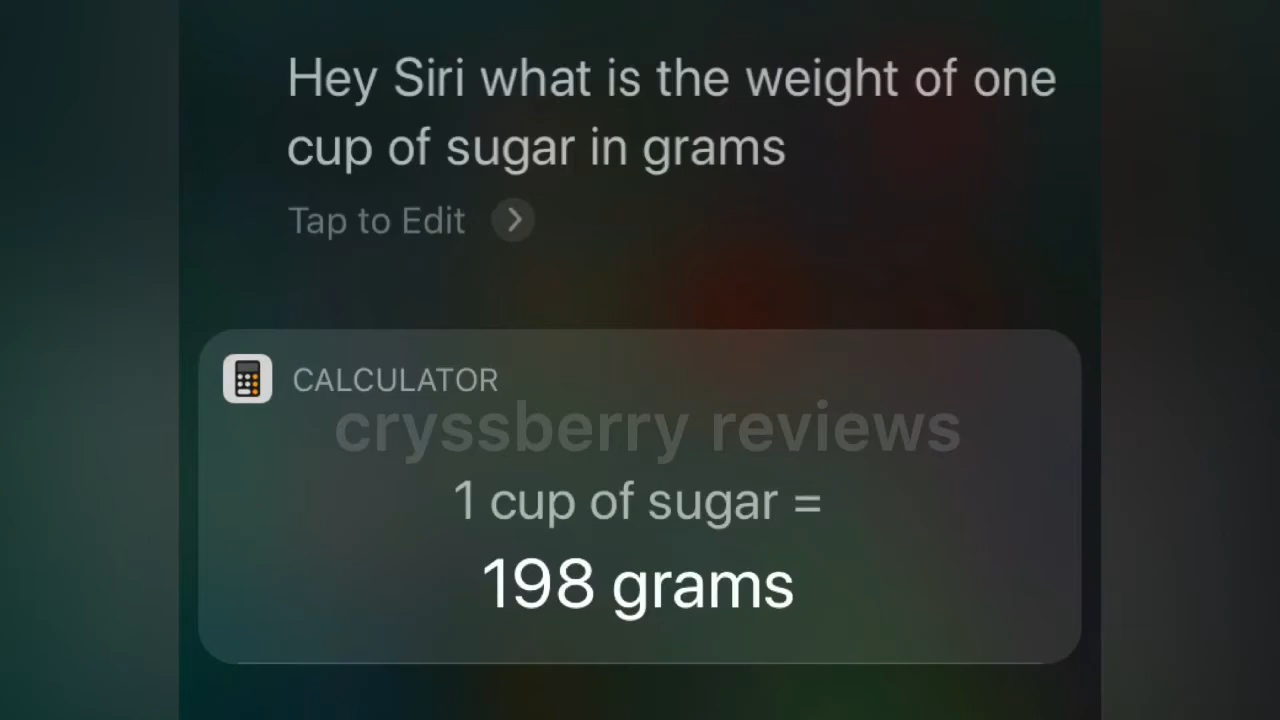 Hey Siri what is the weight of one
cup of sugar in grams
Tap to Edit
CALCULATOR
cryssberry reviews
1 cup of sugar =
198 grams